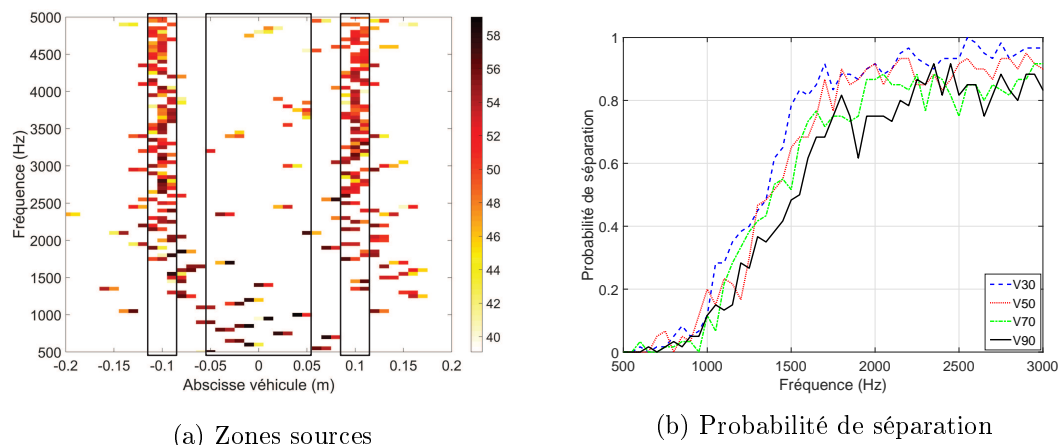 5000
4500
4000
3500
3000
2500
2000
1500
1000
500
Fréquence (Hz)
-0.2 -0.15 -0.1 -0.05 0 0.05 0.1 0.15 0.2
Abscisse véhicule (m)
58
56
54
52
50
48
46
44
42
40
(a) Zones sources
1
0.8
0.6
0.4
0.2
0
Probabilité de séparation
500 1000 1500 2000 2500 3000
Fréquence (Hz)
V30
V50
V70
V90
(b) Probabilité de séparation